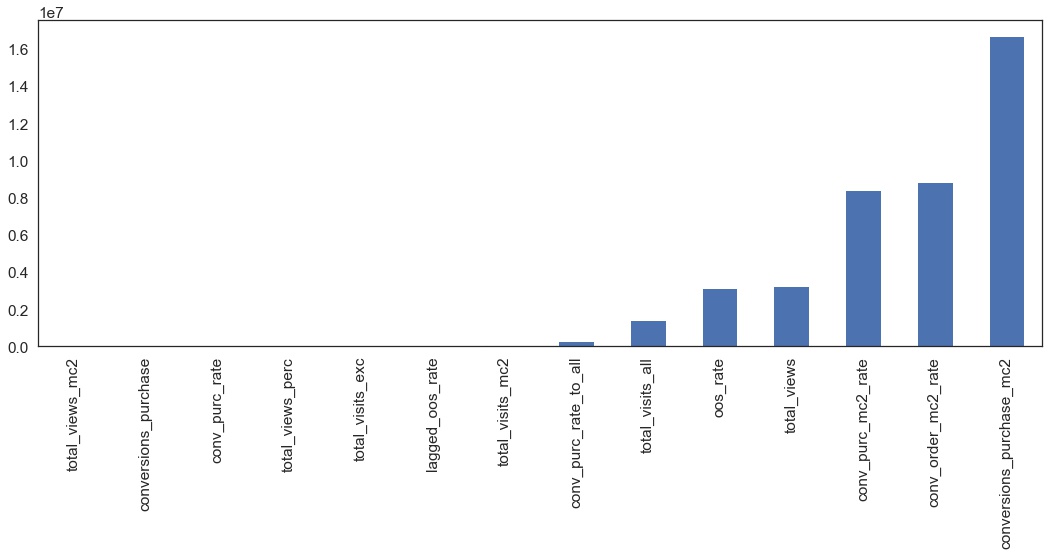 1e7
1.6
1.4
1.2
1.0
0.8
0.6
0.4
0.2
0.0
total_views_mc2
conversions_purchase
conv_purc_rate
total_views_perc
total_visits_exc
lagged_oos_rate
total_visits_mc2
conv_purc_rate_to_all
total_visits_all
oos_rate
total_views
conv_purc_mc2_rate
conv_order_mc2_rate
conversions_purchase_mc2